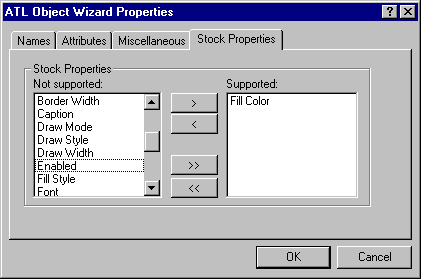 ATL Object Wizard Properties
Names Attributes Miscellaneous Stock Properties
Stock Properties
Not supported: Supported:
Border Width > Fill Color
Caption
Draw Mode <
Draw Style
Draw Width
Enabled >>
Fill Style
Font <<
OK Cancel